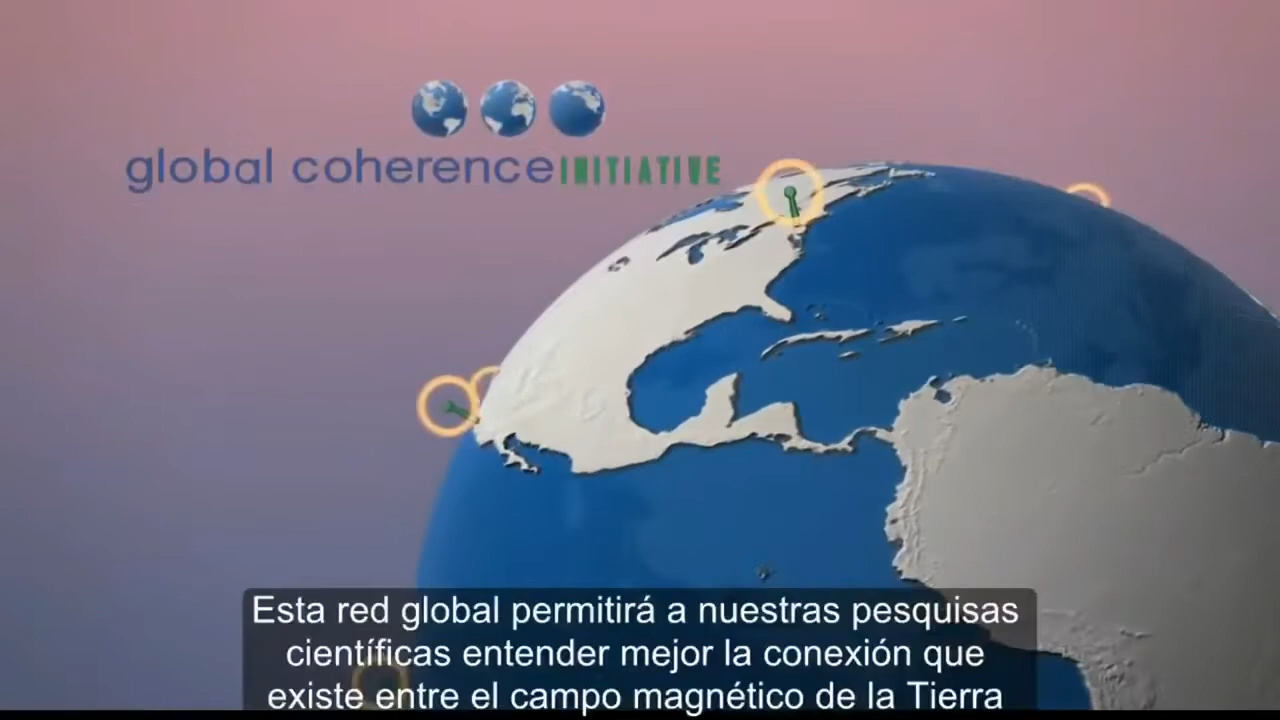 global coherence INITIATIVE
Esta red global permitirá a nuestras pesquisas
científicas entender mejor la conexión que
existe entre el campo magnético de la Tierra